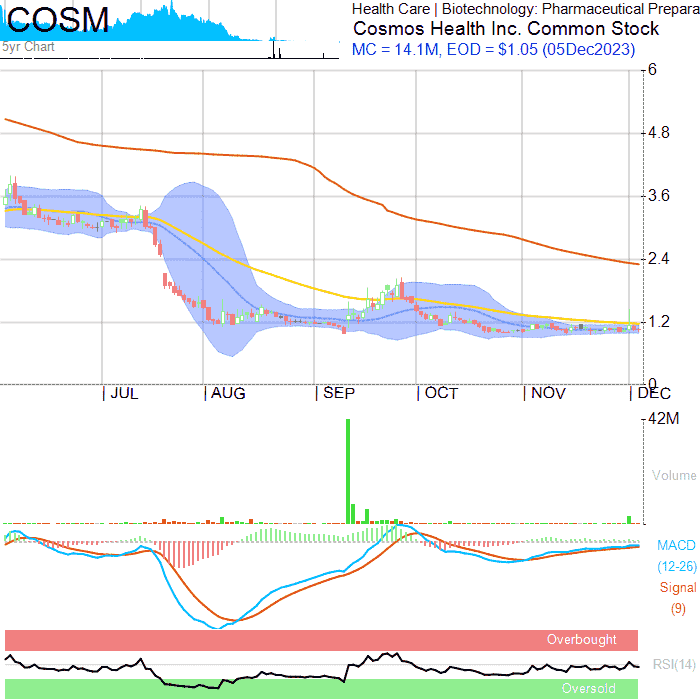 COSM
Health Care | Biotechnology: Pharmaceutical Prepara
Cosmos Health Inc. Common Stock
MC = 14.1M, EOD = $1.05 (05Dec2023)
5yr Chart
6
4.8
3.6
2.4
1.2
0
JUL AUG SEP OCT NOV DEC
42M
Volume
MACD
(12-26)
Signal
(9)
Overbought
RSI(14)
Oversold